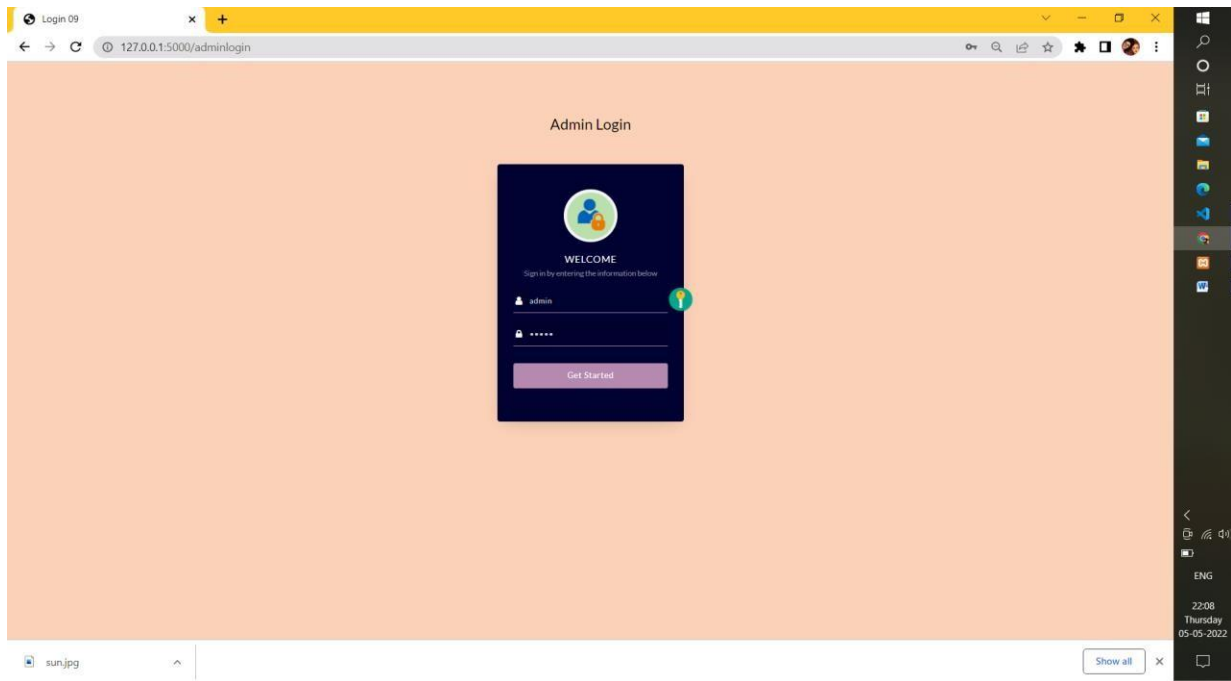 Login 09
127.0.0.1:5000/adminlogin
Admin Login
WELCOME
Sign in by entering the information below
admin
•••••
Get Started
ENG
22:08
Thursday
05-05-2022
sun.jpg
Show all